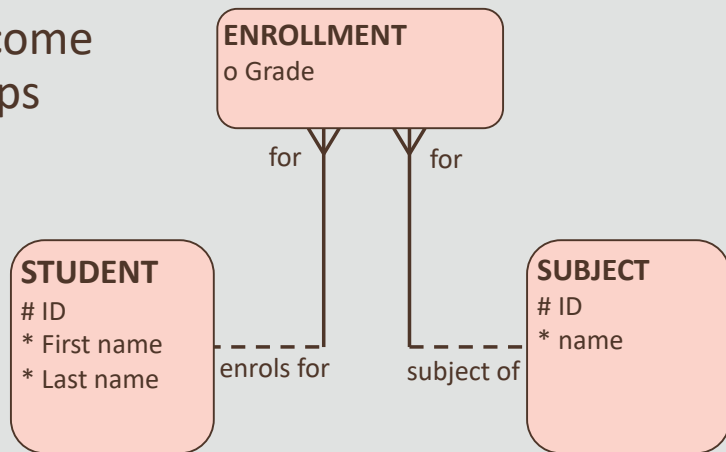 come
ps
ENROLLMENT
o Grade
for
for
STUDENT
# ID
* First name
* Last name
enrols for
subject of
SUBJECT
# ID
* name